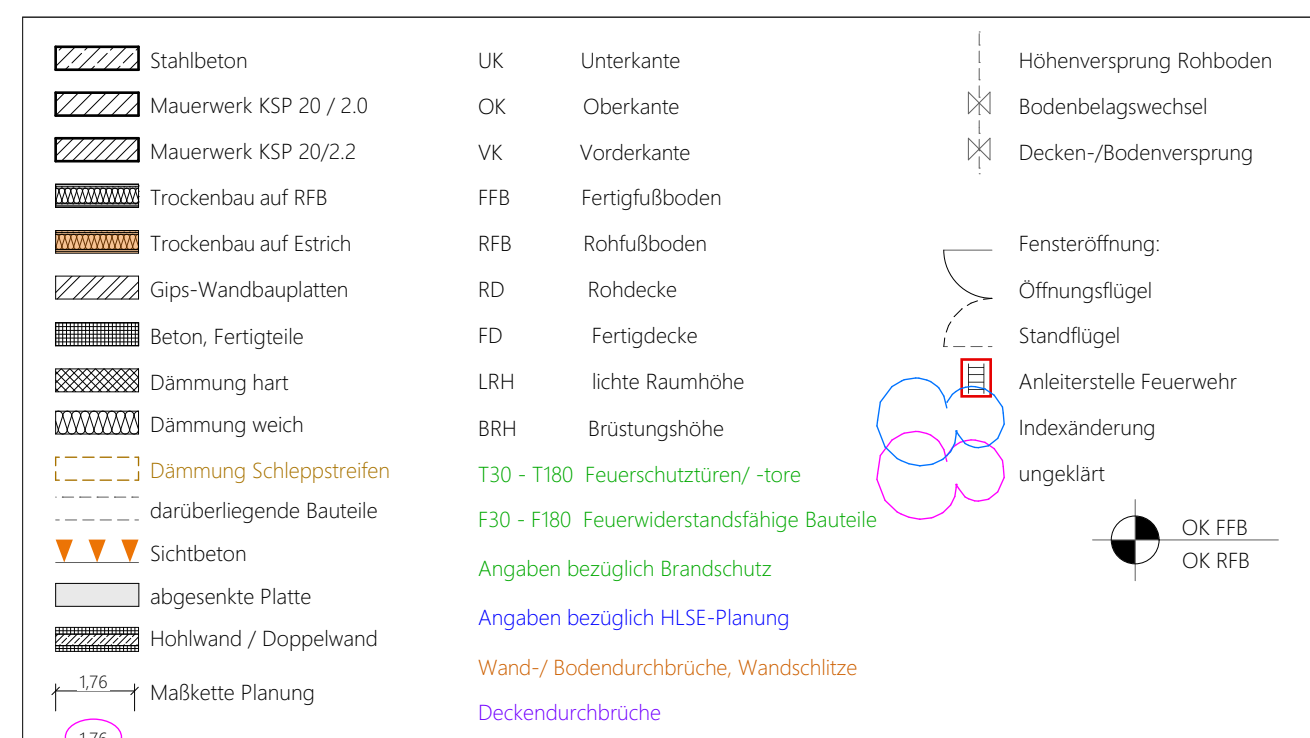 Stahlbeton
Mauerwerk KSP 20 / 2.0
Mauerwerk KSP 20/2.2
Trockenbau auf RFB
Trockenbau auf Estrich
Gips-Wandbauplatten
Beton, Fertigteile
Dämmung hart
Dämmung weich
Dämmung Schleppstreifen
darüberliegende Bauteile
Sichtbeton
abgesenkte Platte
Hohlwand / Doppelwand
1,76 Maßkette Planung
UK Unterkante
OK Oberkante
VK Vorderkante
FFB Fertigfußboden
RFB Rohfußboden
RD Rohdecke
FD Fertigdecke
LRH lichte Raumhöhe
BRH Brüstungshöhe
T30 - T180 Feuerschutztüren/ -tore
F30 - F180 Feuerwiderstandsfähige Bauteile
Angaben bezüglich Brandschutz
Angaben bezüglich HLSE-Planung
Wand-/ Bodendurchbrüche, Wandschlitze
Deckendurchbrüche
Höhenversprung Rohboden
Bodenbelagswechsel
Decken-/Bodenversprung
Fensteröffnung:
Öffnungsflügel
Standflügel
Anleiterstelle Feuerwehr
Indexänderung
ungeklärt
OK FFB
OK RFB